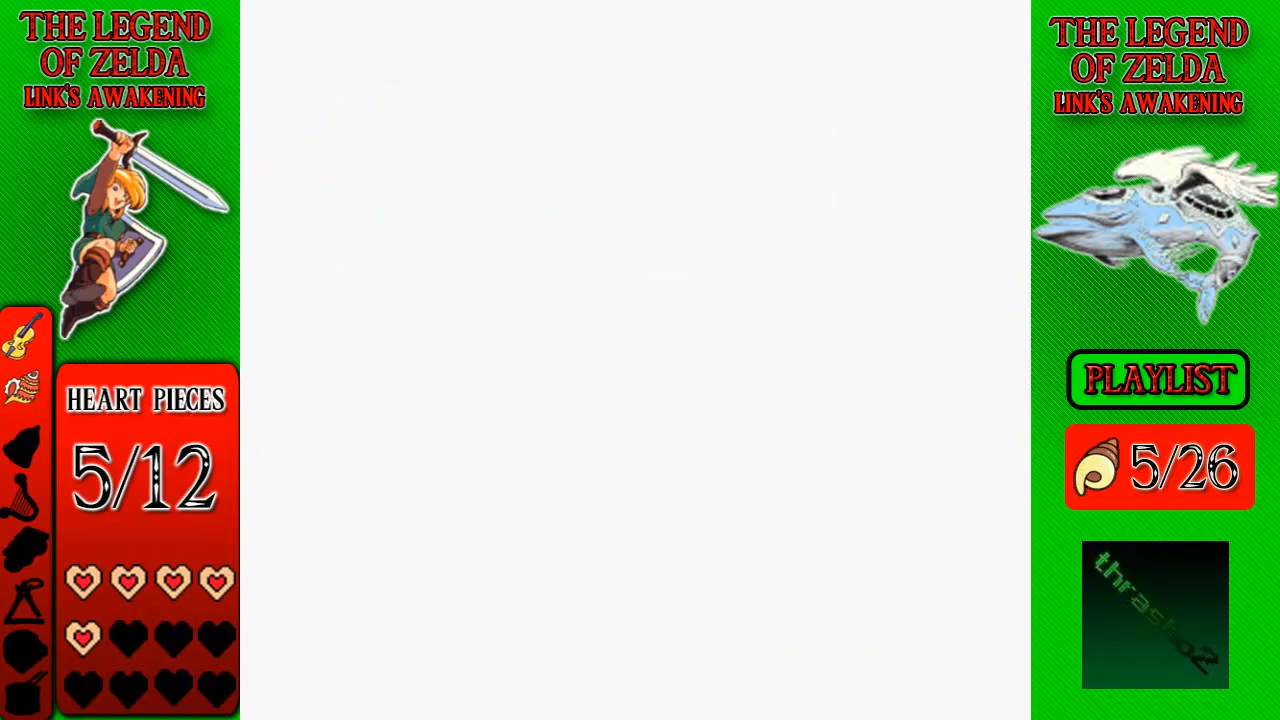 THE LEGEND
OF ZELDA
LINK'S AWAKENING
HEART PIECES
5/12
THE LEGEND
OF ZELDA
LINK'S AWAKENING
PLAYLIST
5/26